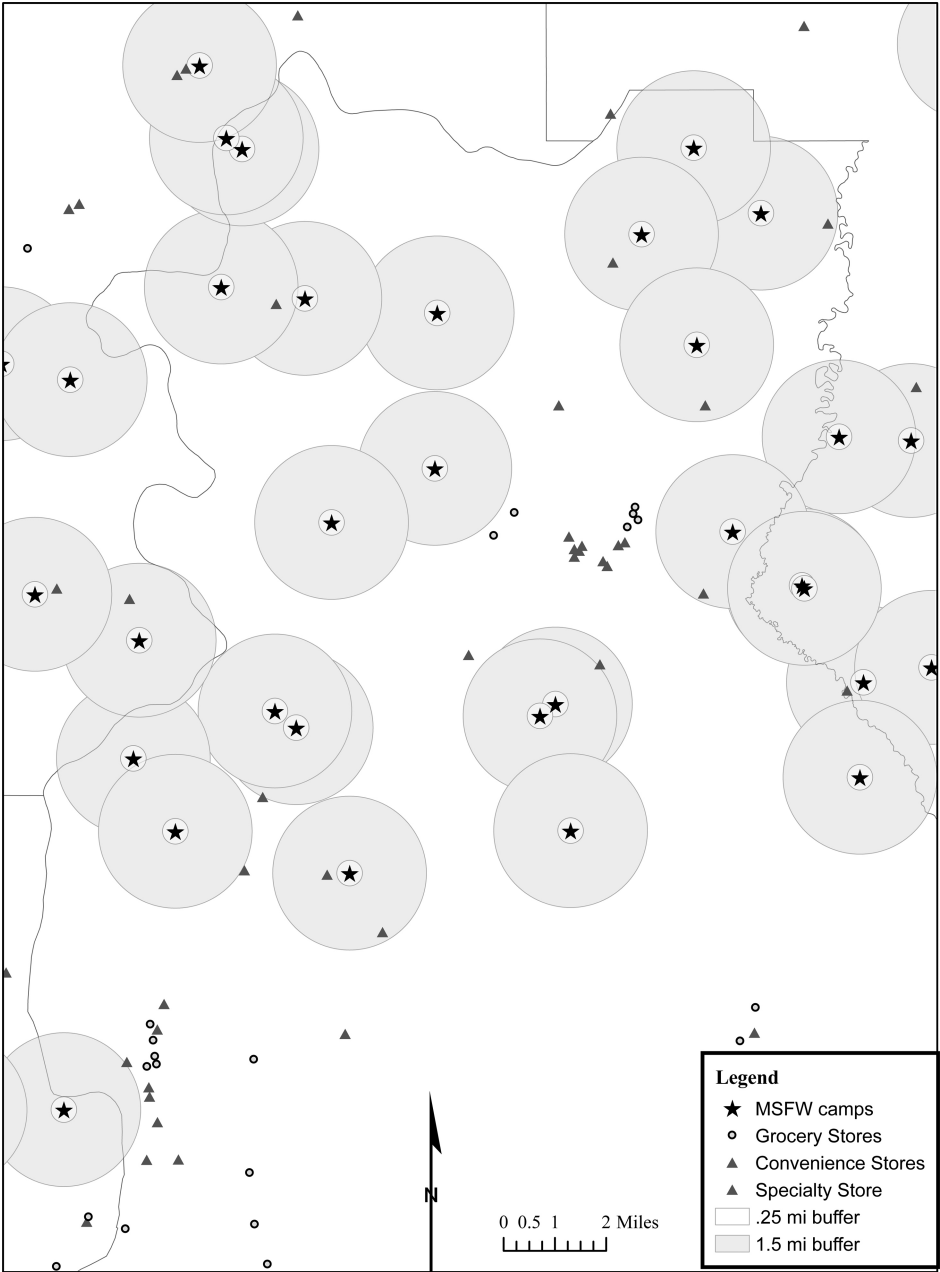 N
0 0.5 1 2 Miles
Legend
MSFW camps
Grocery Stores
Convenience Stores
Specialty Store
.25 mi buffer
1.5 mi buffer